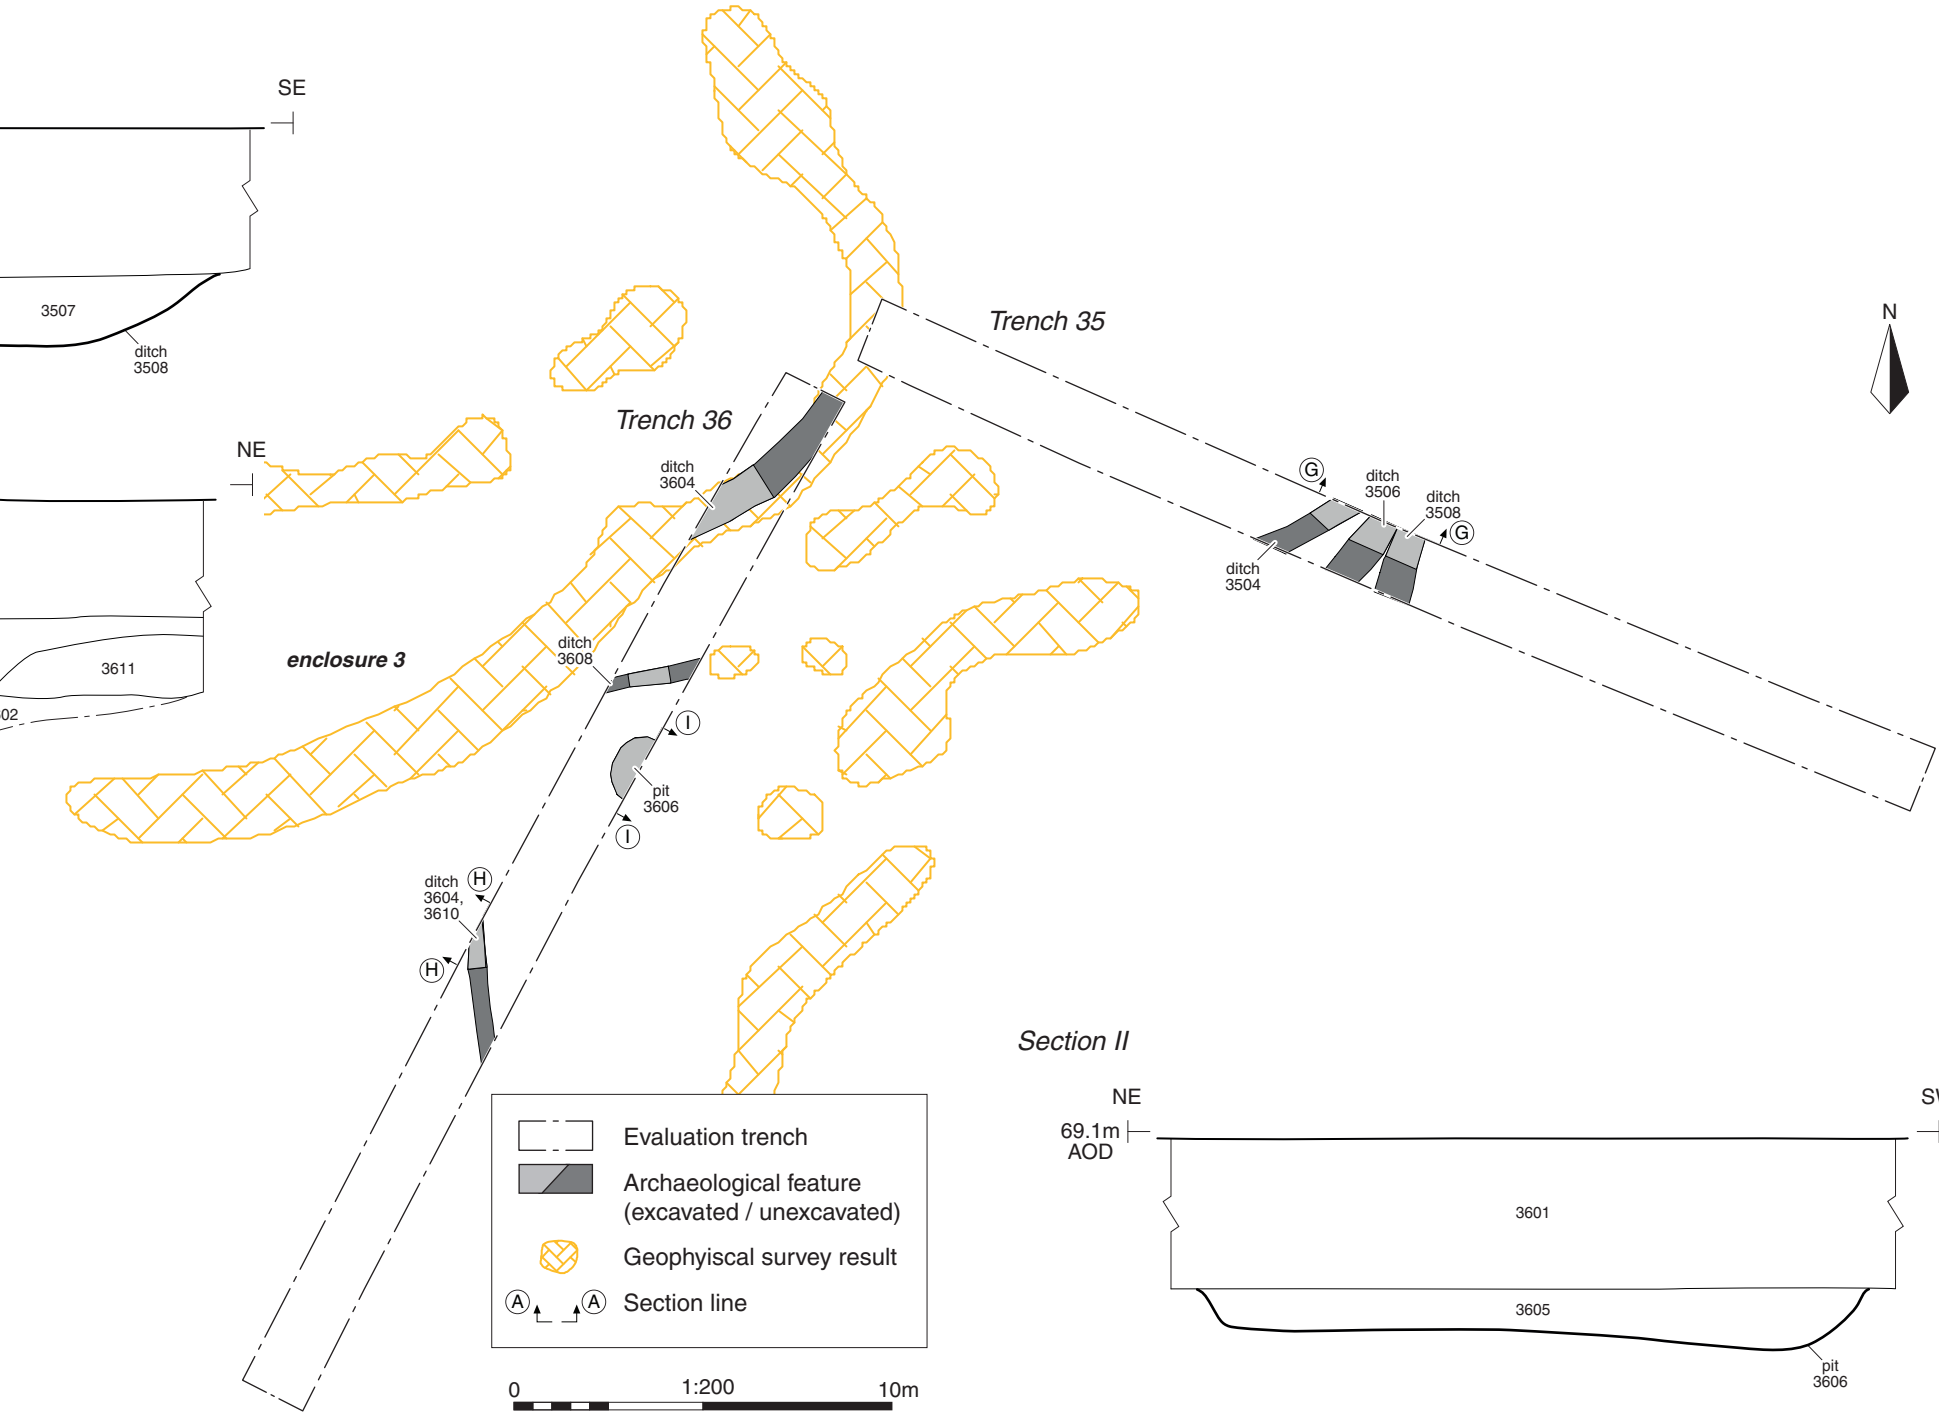 SE
3507
ditch
3508
NE
3611
02
enclosure 3
Trench 35
N
Trench 36
ditch
3604
G
ditch
3506
ditch
3508
G
ditch
3504
ditch
3608
I
pit
3606
I
ditch
3604,
3610
H
H
Evaluation trench
Archaeological feature
(excavated / unexcavated)
Geophyiscal survey result
A A Section line
0 1:200 10m
Section II
NE
69.1m
AOD
3601
3605
pit
3606